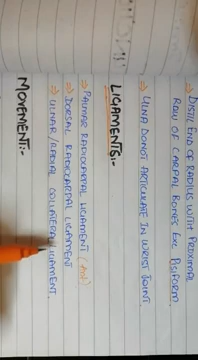 ⇒ DISTIL END OF RADIUS WITH PROXIMAL
ROW OF CARPAL BONES EXC PISIFORM.
⇒ ULNA DONOT ARTICULATE IN WRIST JOINT
LIGAMENTS:-
⇒ PALMAR RADIOCARPAL LIGAMENT
⇒ DORSAL RADIOCARPAL LIGAMENT
⇒ ULNAR/RADIAL COLLATERAL LIGAMENT.
MOVEMENT:-